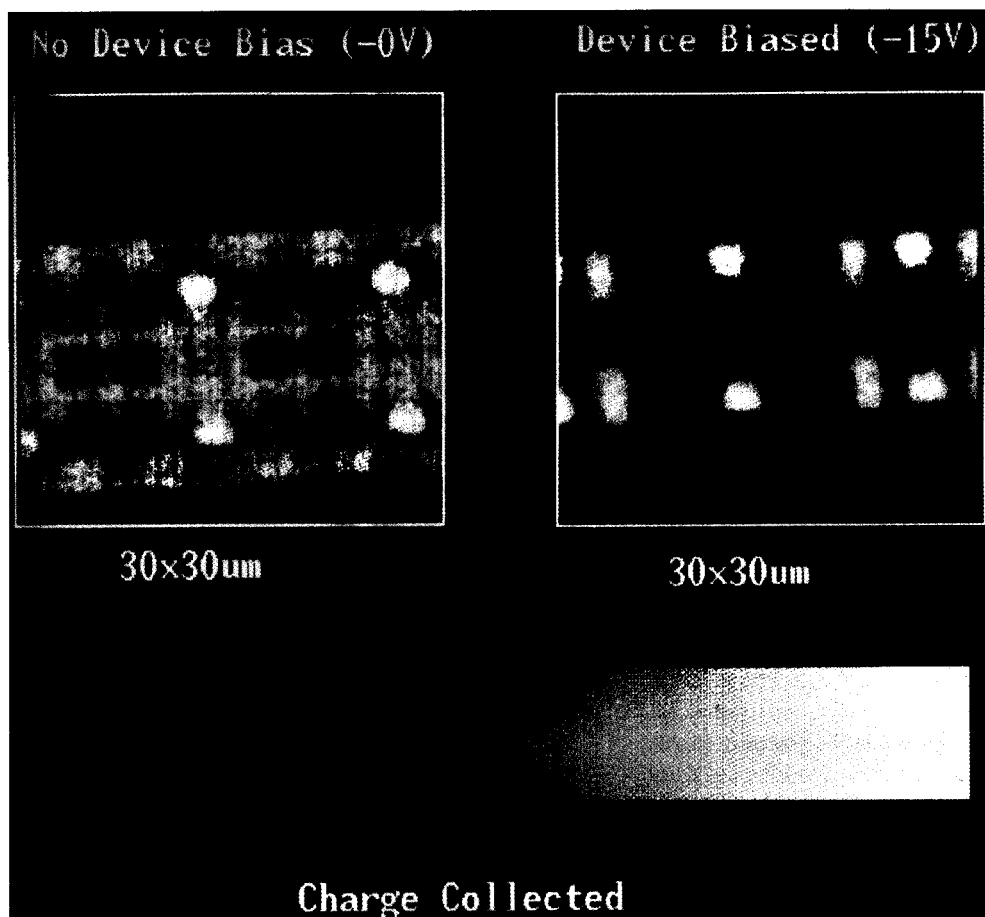 No Device Bias (-0V)
Device Biased (-15V)
30x30um
30x30um
Charge Collected